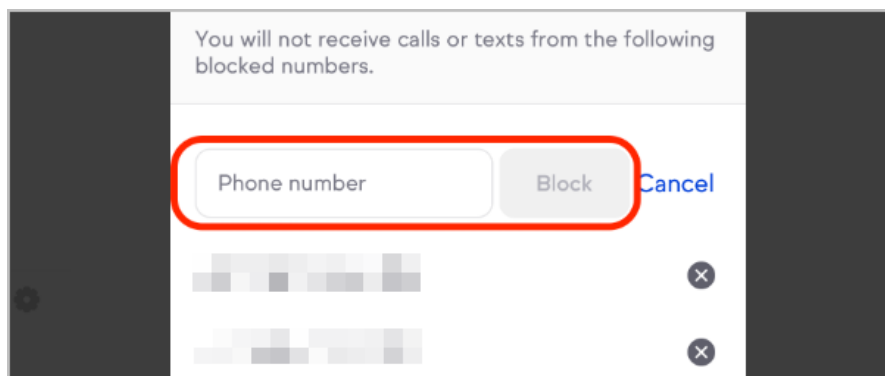 You will not receive calls or texts from the following
blocked numbers.
Phone number
Block
Cancel